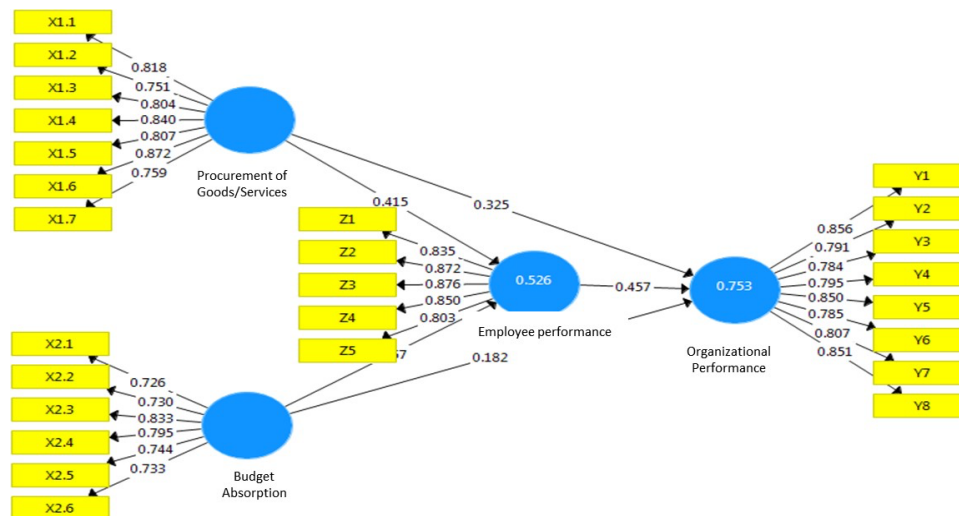 X1.1
X1.2
X1.3
X1.4
X1.5
X1.6
X1.7
0.818
0.751
0.804
0.840
0.807
0.872
0.759
Procurement of
Goods/Services
0.415
0.325
Z1
Z2
Z3
Z4
Z5
0.835
0.872
0.876
0.850
0.803
0.526
Employee performance
0.457
0.182
X2.1
X2.2
X2.3
X2.4
X2.5
X2.6
0.726
0.730
0.833
0.795
0.744
0.733
Budget
Absorption
0.753
Organizational
Performance
0.856
0.791
0.784
0.795
0.850
0.785
0.807
0.851
Y1
Y2
Y3
Y4
Y5
Y6
Y7
Y8